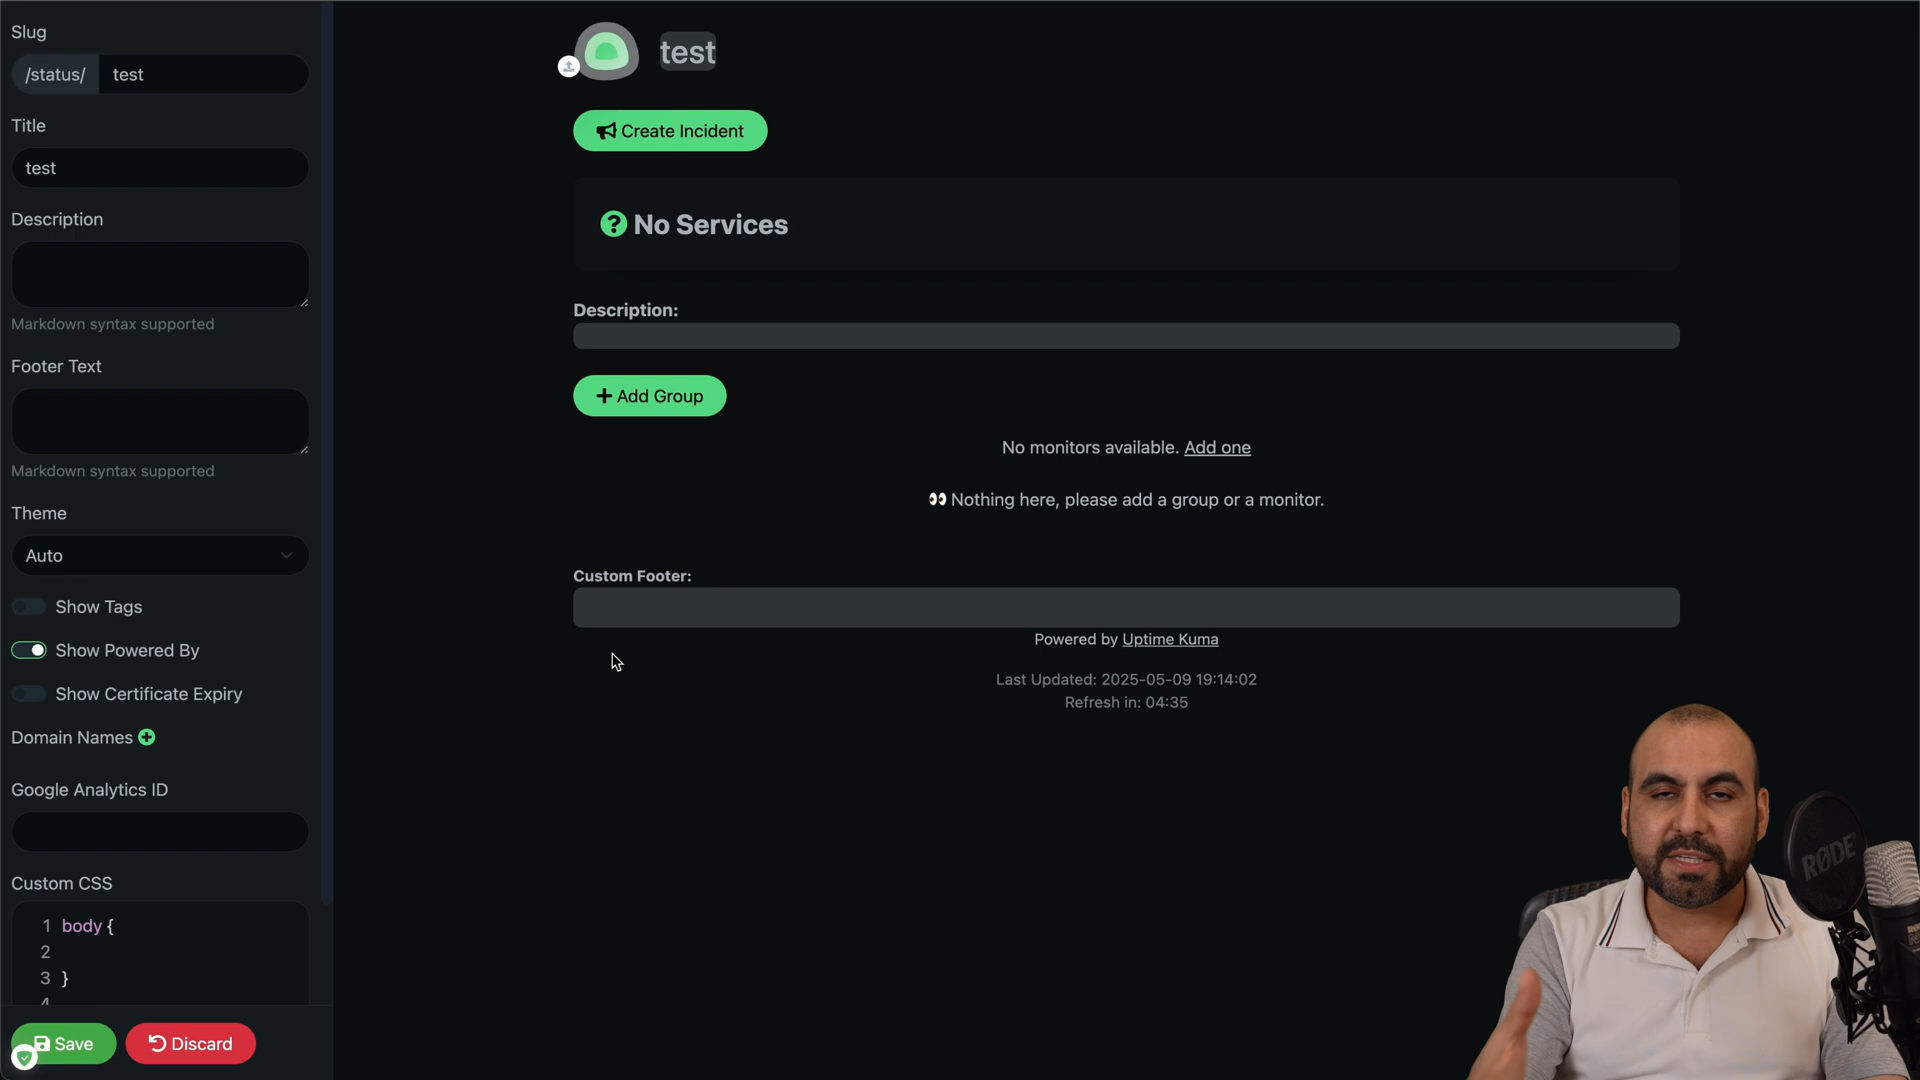 Slug
/status/ test
Title
test
Description
Markdown syntax supported
Footer Text
Markdown syntax supported
Theme
Auto
Show Tags
Show Powered By
Show Certificate Expiry
Domain Names
Google Analytics ID
Custom CSS
1 body {
2
3 }
4
Save Discard
test
Create Incident
No Services
Description:
Add Group
No monitors available. Add one
👀 Nothing here, please add a group or a monitor.
Custom Footer:
Powered by Uptime Kuma
Last Updated: 2025-05-09 19:14:02
Refresh in: 04:35
RØDE